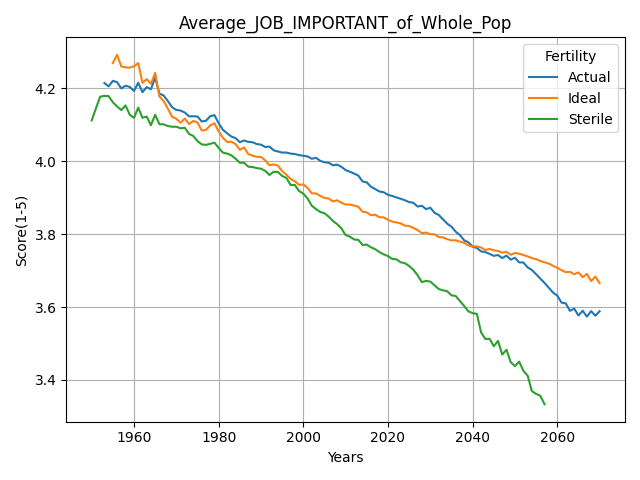 Average_JOB_IMPORTANT_of_Whole_Pop
Fertility
Actual
Ideal
Sterile
Score(1-5)
4.2
4.0
3.8
3.6
3.4
1960 1980 2000 2020 2040 2060
Years